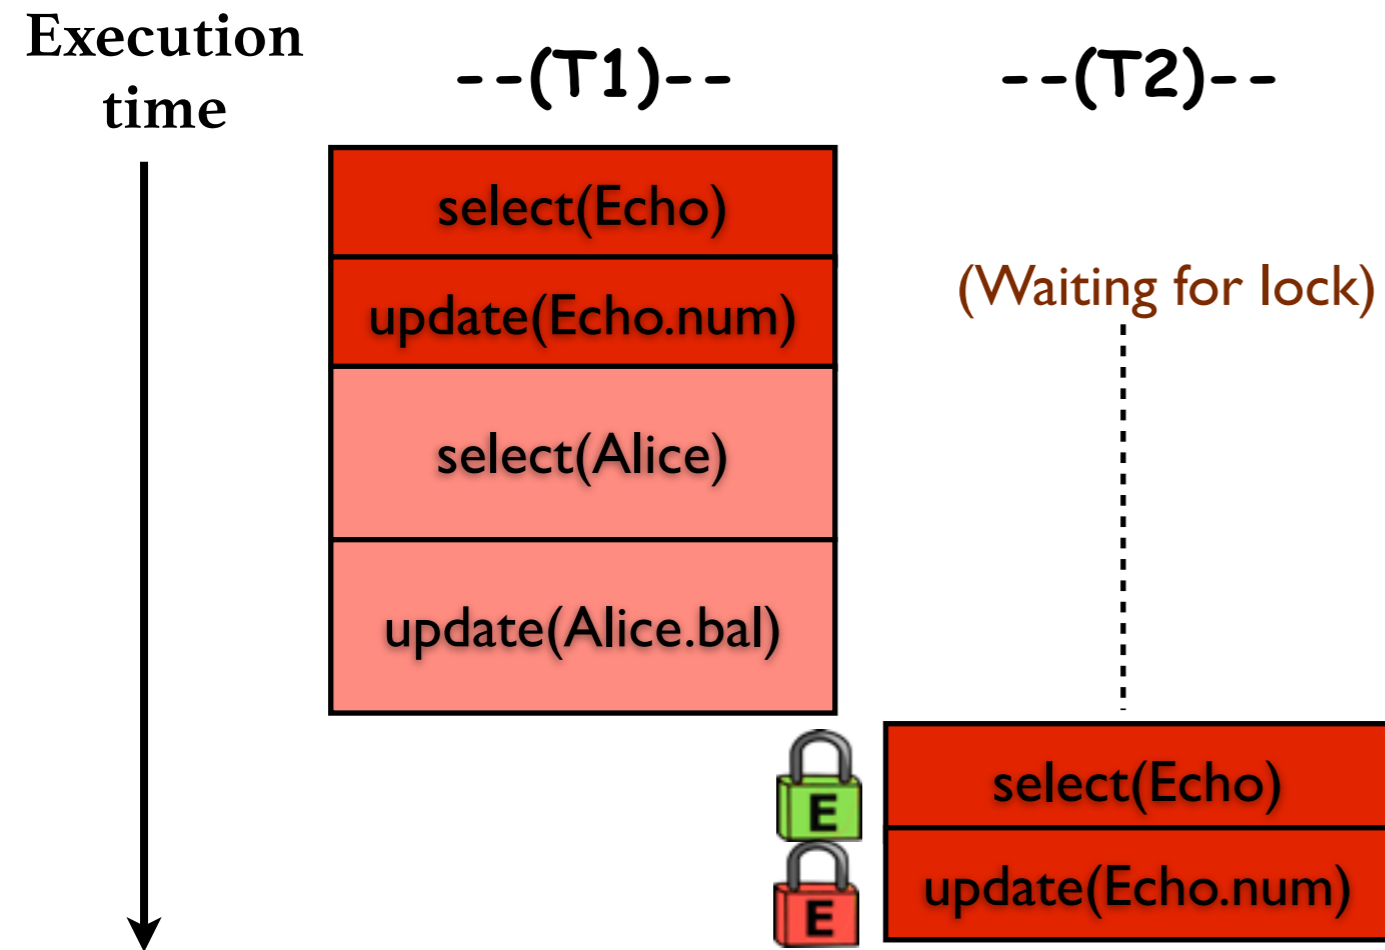 Execution
time
--(T1)--
--(T2)--
select(Echo)
update(Echo.num)
(Waiting for lock)
select(Alice)
update(Alice.bal)
E
select(Echo)
E
update(Echo.num)